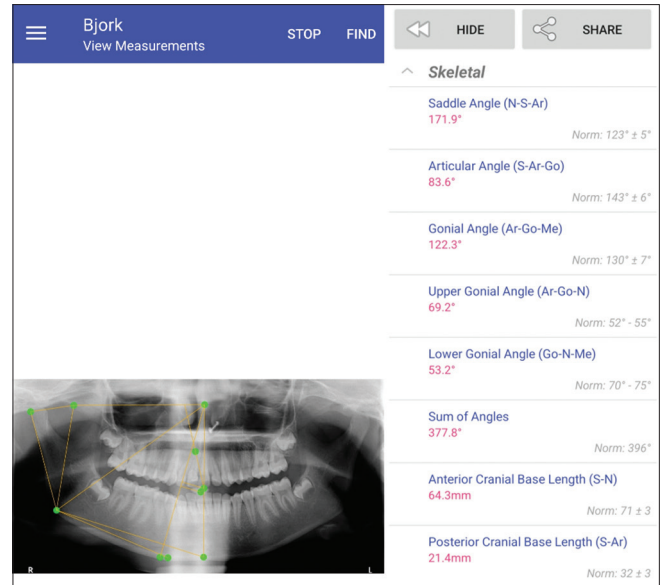 Bjork
View Measurements
STOP
FIND
HIDE
SHARE
Skeletal
Saddle Angle (N-S-Ar)
171.9°
Norm: 123° ± 5°
Articular Angle (S-Ar-Go)
83.6°
Norm: 143° ± 6°
Gonial Angle (Ar-Go-Me)
122.3°
Norm: 130° ± 7°
Upper Gonial Angle (Ar-Go-N)
69.2°
Norm: 52° - 55°
Lower Gonial Angle (Go-N-Me)
53.2°
Norm: 70° - 75°
Sum of Angles
377.8°
Norm: 396°
Anterior Cranial Base Length (S-N)
64.3mm
Norm: 71 ± 3
Posterior Cranial Base Length (S-Ar)
21.4mm
Norm: 32 ± 3
R
L